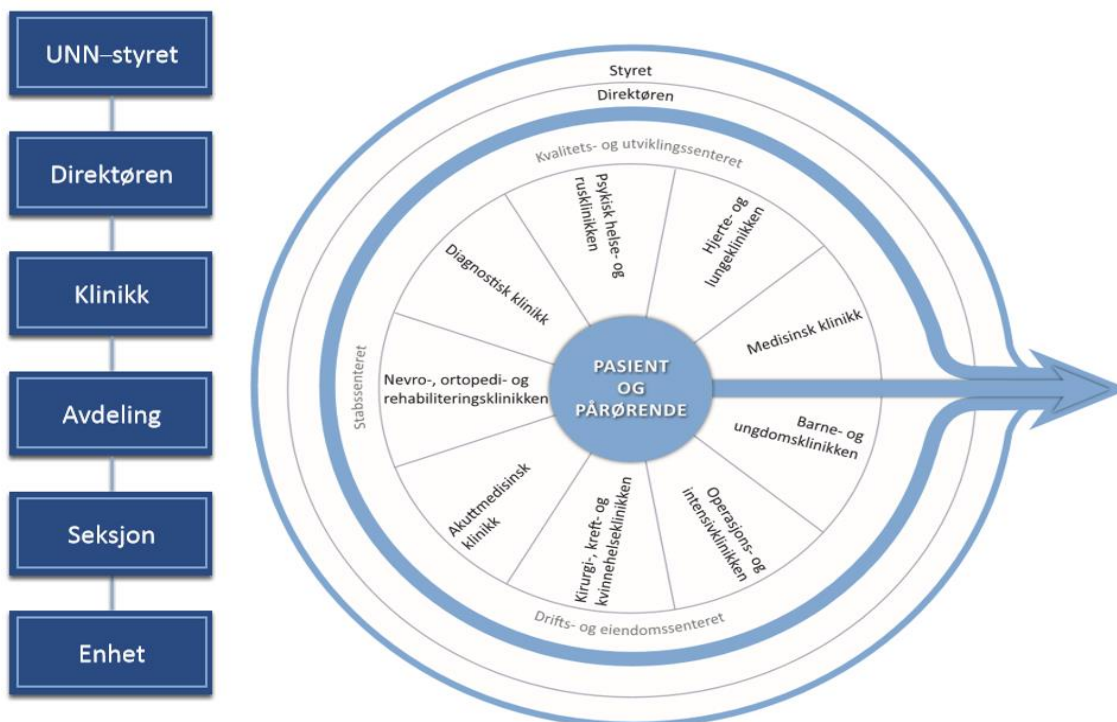 UNN–styret
Direktøren
Klinikk
Avdeling
Seksjon
Enhet
Styret
Direktøren
Kvalitets- og utviklingssenteret
Psykisk helse- og
rusklinikken
Hjerte- og
lungeklinikken
Diagnostisk klinikk
Medisinsk klinikk
Stabssenteret
Nevro-, ortopedi- og
rehabiliteringsklinikken
PASIENT
OG
PÅRØRENDE
Barne- og
ungdomsklinikken
Akuttmedisinsk
klinikk
Kirurgi-, kreft- og
kvinnehelseklinikken
Operasjons- og
intensivklinikken
Drifts- og eiendomssenteret